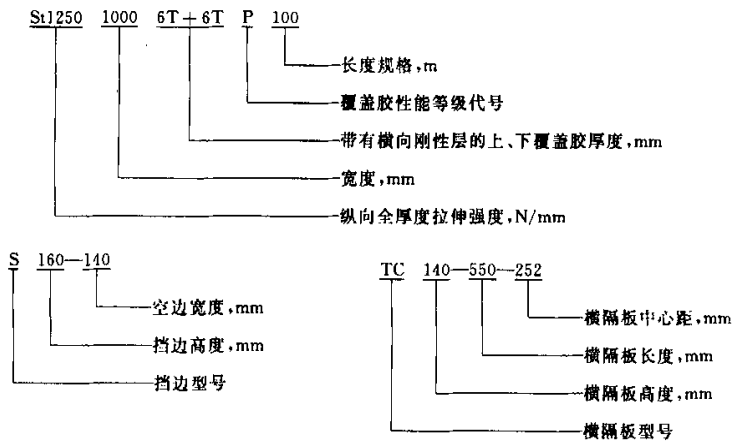 St1250 1000 6T+6T P 100
长度规格,m
覆盖胶性能等级代号
带有横向刚性层的上、下覆盖胶厚度,mm
宽度,mm
纵向全厚度拉伸强度,N/mm
S 160—140
空边宽度,mm
挡边高度,mm
挡边型号
TC 140—550—252
横隔板中心距,mm
横隔板长度,mm
横隔板高度,mm
横隔板型号